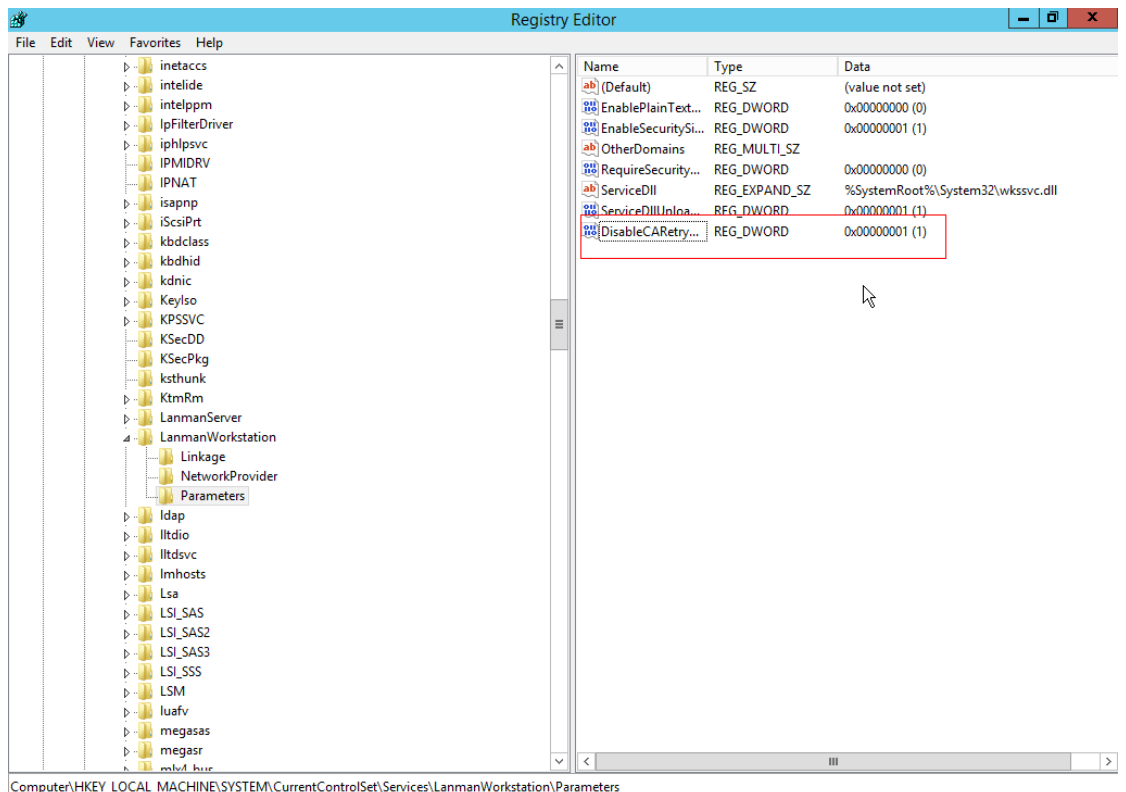 Registry Editor
File Edit View Favorites Help
inetaccs
intelide
intelppm
IpFilterDriver
iphlpsvc
IPMIDRV
IPNAT
isapnp
iScsiPrt
kbdclass
kbdhid
kdnic
KeyIso
KPSSVC
KSecDD
KSecPkg
ksthunk
KtmRm
LanmanServer
LanmanWorkstation
Linkage
NetworkProvider
Parameters
ldap
lltdio
lltdsvc
lmhosts
Lsa
LSI_SAS
LSI_SAS2
LSI_SAS3
LSI_SSS
LSM
luafv
megasas
megasr
mlx4_bus
Name Type Data
(Default) REG_SZ (value not set)
EnablePlainText... REG_DWORD 0x00000000 (0)
EnableSecuritySi... REG_DWORD 0x00000001 (1)
OtherDomains REG_MULTI_SZ
RequireSecurity... REG_DWORD 0x00000000 (0)
ServiceDll REG_EXPAND_SZ %SystemRoot%\System32\wkssvc.dll
ServiceDllUnloa... REG_DWORD 0x00000001 (1)
DisableCARetry... REG_DWORD 0x00000001 (1)
Computer\HKEY_LOCAL_MACHINE\SYSTEM\CurrentControlSet\Services\LanmanWorkstation\Parameters